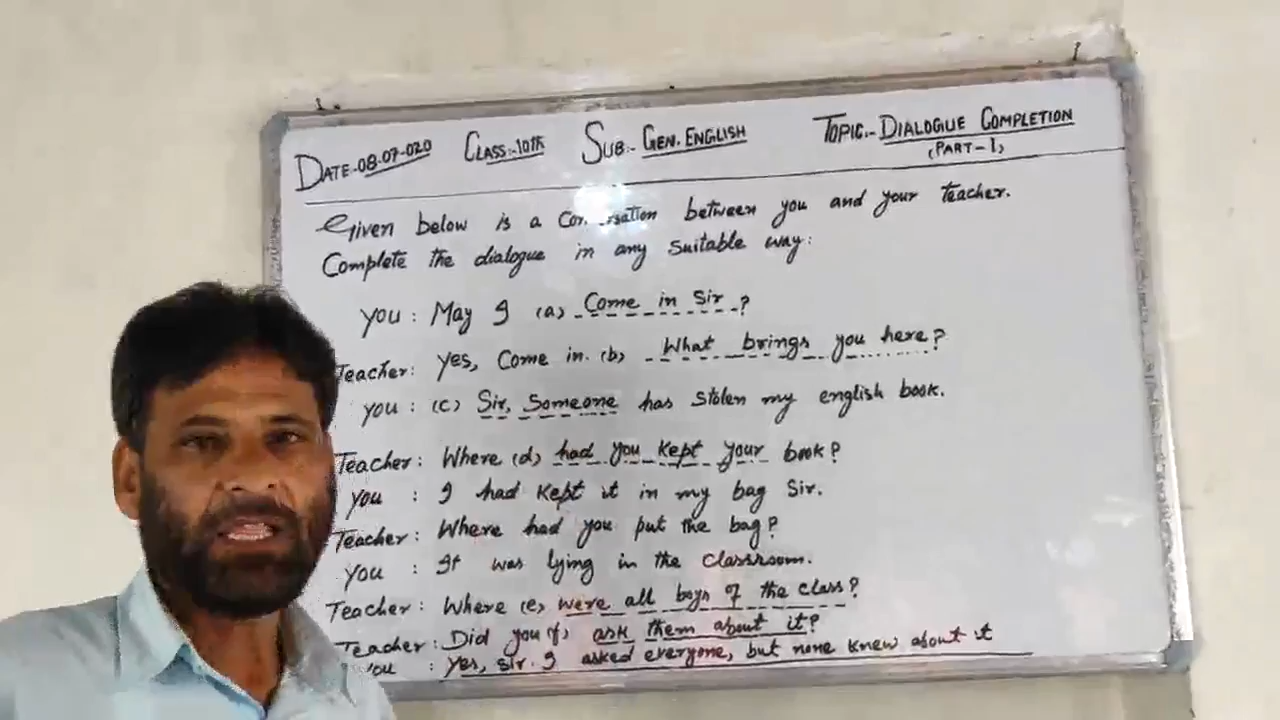 DATE-08-07-020 CLASS:-10th SUB:- GEN. ENGLISH TOPIC:- DIALOGUE COMPLETION
(PART-1)
Given below is a between you and your teacher.
Complete the dialogue in any suitable way:
You : May I (a) Come in Sir ?
Teacher: Yes, Come in. (b) What brings you here?
You : (c) Sir, Someone has stolen my english book.
Teacher: Where (d) had you kept your book?
You : I had kept it in my bag Sir.
Teacher: Where had you put the bag?
You : It was lying in the classroom.
Teacher: Where (e) were all boys of the class?
Teacher: Did you (f) ask them about it?
You : Yes, Sir. I asked everyone, but none knew about it